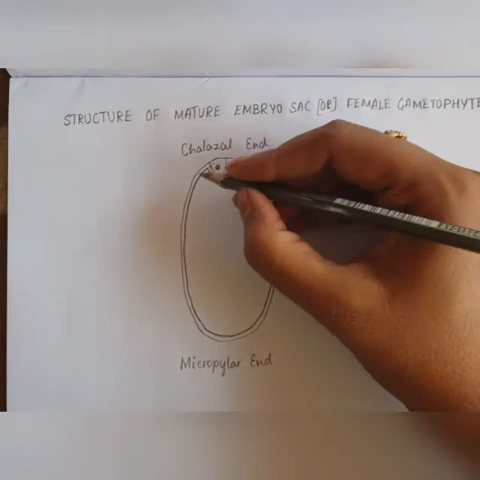 STRUCTURE OF MATURE EMBRYO SAC [OR] FEMALE GAMETOPHYTE
Chalazal End
Micropylar End